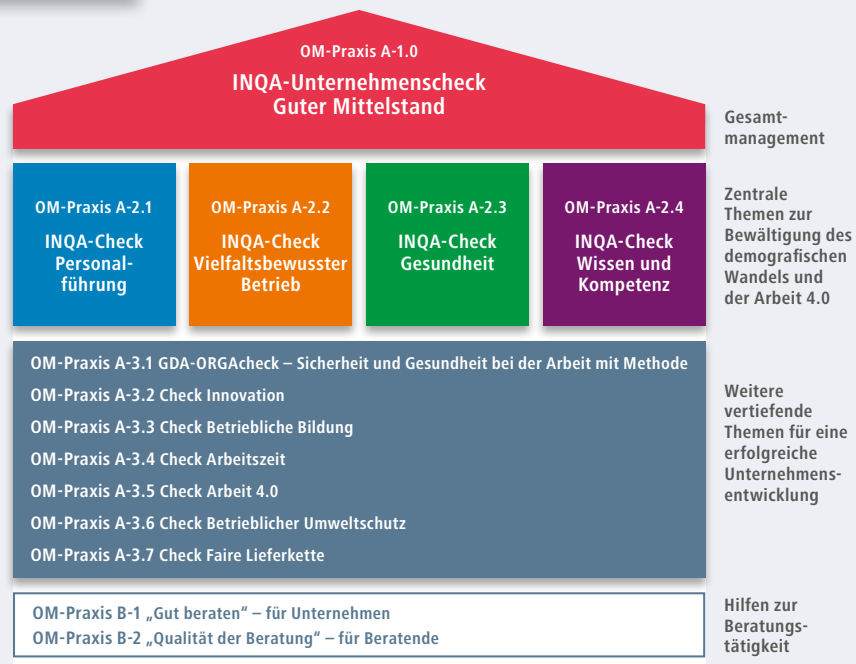 OM-Praxis A-1.0
INQA-Unternehmenscheck
Guter Mittelstand
Gesamt-
management
OM-Praxis A-2.1
INQA-Check
Personal-
führung
OM-Praxis A-2.2
INQA-Check
Vielfaltsbewusster
Betrieb
OM-Praxis A-2.3
INQA-Check
Gesundheit
OM-Praxis A-2.4
INQA-Check
Wissen und
Kompetenz
Zentrale
Themen zur
Bewältigung des
demografischen
Wandels und
der Arbeit 4.0
OM-Praxis A-3.1 GDA-ORGAcheck – Sicherheit und Gesundheit bei der Arbeit mit Methode
OM-Praxis A-3.2 Check Innovation
OM-Praxis A-3.3 Check Betriebliche Bildung
OM-Praxis A-3.4 Check Arbeitszeit
OM-Praxis A-3.5 Check Arbeit 4.0
OM-Praxis A-3.6 Check Betrieblicher Umweltschutz
OM-Praxis A-3.7 Check Faire Lieferkette
Weitere
vertiefende
Themen für eine
erfolgreiche
Unternehmens-
entwicklung
OM-Praxis B-1 „Gut beraten“ – für Unternehmen
OM-Praxis B-2 „Qualität der Beratung“ – für Beratende
Hilfen zur
Beratungs-
tätigkeit